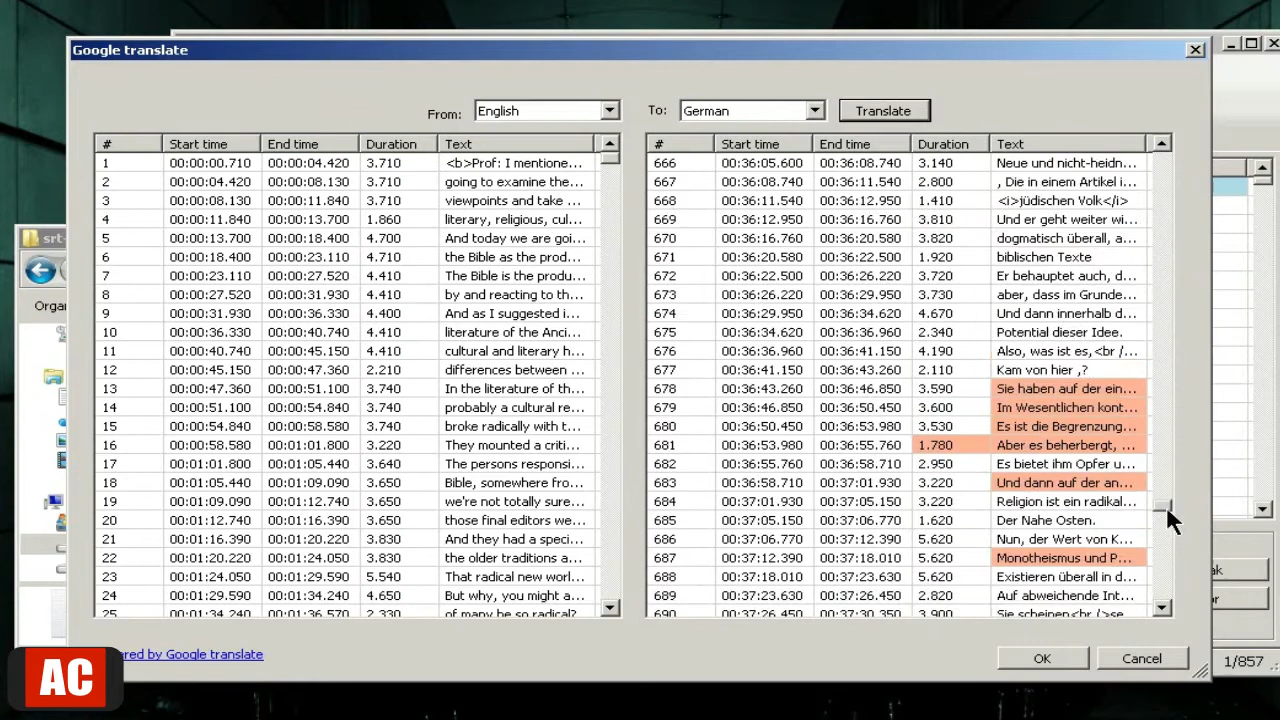 Google translate
From: English To: German Translate
# Start time End time Duration Text
1 00:00:00.710 00:00:04.420 3.710 <b>Prof: I mentione...
2 00:00:04.420 00:00:08.130 3.710 going to examine the...
3 00:00:08.130 00:00:11.840 3.710 viewpoints and take ...
4 00:00:11.840 00:00:13.700 1.860 literary, religious, cul...
5 00:00:13.700 00:00:18.400 4.700 And today we are goi...
6 00:00:18.400 00:00:23.110 4.710 the Bible as the prod...
7 00:00:23.110 00:00:27.520 4.410 The Bible is the produ...
8 00:00:27.520 00:00:31.930 4.410 by and reacting to th...
9 00:00:31.930 00:00:36.330 4.400 And as I suggested i...
10 00:00:36.330 00:00:40.740 4.410 literature of the Anci...
11 00:00:40.740 00:00:45.150 4.410 cultural and literary h...
12 00:00:45.150 00:00:47.360 2.210 differences between ...
13 00:00:47.360 00:00:51.100 3.740 In the literature of th...
14 00:00:51.100 00:00:54.840 3.740 probably a cultural re...
15 00:00:54.840 00:00:58.580 3.740 broke radically with t...
16 00:00:58.580 00:01:01.800 3.220 They mounted a criti...
17 00:01:01.800 00:01:05.440 3.640 The persons responsi...
18 00:01:05.440 00:01:09.090 3.650 Bible, somewhere fro...
19 00:01:09.090 00:01:12.740 3.650 we're not totally sure...
20 00:01:12.740 00:01:16.390 3.650 those final editors we...
21 00:01:16.390 00:01:20.220 3.830 And they had a speci...
22 00:01:20.220 00:01:24.050 3.830 the older traditions a...
23 00:01:24.050 00:01:29.590 5.540 That radical new worl...
24 00:01:29.590 00:01:34.240 4.650 But why, you might a...
25 00:01:34.240 00:01:36.570 2.330 of many be so radical?
# Start time End time Duration Text
666 00:36:05.600 00:36:08.740 3.140 Neue und nicht-heidn...
667 00:36:08.740 00:36:11.540 2.800 , Die in einem Artikel i...
668 00:36:11.540 00:36:12.950 1.410 <i>jüdischen Volk</i>
669 00:36:12.950 00:36:16.760 3.810 Und er geht weiter wi...
670 00:36:16.760 00:36:20.580 3.820 dogmatisch überall, a...
671 00:36:20.580 00:36:22.500 1.920 biblischen Texte
672 00:36:22.500 00:36:26.220 3.720 Er behauptet auch, d...
673 00:36:26.220 00:36:29.950 3.730 aber, dass im Grunde...
674 00:36:29.950 00:36:34.620 4.670 Und dann innerhalb d...
675 00:36:34.620 00:36:36.960 2.340 Potential dieser Idee.
676 00:36:36.960 00:36:41.150 4.190 Also, was ist es,<br /...
677 00:36:41.150 00:36:43.260 2.110 Kam von hier ,?
678 00:36:43.260 00:36:46.850 3.590 Sie haben auf der ein...
679 00:36:46.850 00:36:50.450 3.600 Im Wesentlichen kont...
680 00:36:50.450 00:36:53.980 3.530 Es ist die Begrenzung...
681 00:36:53.980 00:36:55.760 1.780 Aber es beherbergt, ...
682 00:36:55.760 00:36:58.710 2.950 Es bietet ihm Opfer u...
683 00:36:58.710 00:37:01.930 3.220 Und dann auf der an...
684 00:37:01.930 00:37:05.150 3.220 Religion ist ein radikal...
685 00:37:05.150 00:37:06.770 1.620 Der Nahe Osten.
686 00:37:06.770 00:37:12.390 5.620 Nun, der Wert von K...
687 00:37:12.390 00:37:18.010 5.620 Monotheismus und P...
688 00:37:18.010 00:37:23.630 5.620 Existieren überall in d...
689 00:37:23.630 00:37:26.450 2.820 Auf abweichende Int...
690 00:37:26.450 00:37:30.350 3.900 Sie scheinen<br />se...
srt-
Organ
ered by Google translate
OK Cancel
1/857
AC